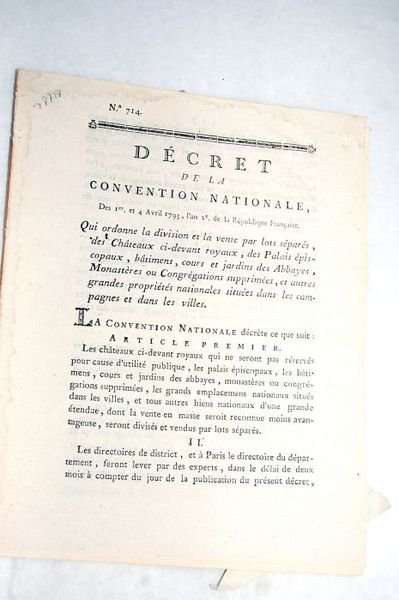 N.º 714.
DÉCRET
DE LA
CONVENTION NATIONALE,
Des 1er. et 4 Avril 1793, l'an 2e. de la République Française.
Qui ordonne la division et la vente par lots séparés,
des Châteaux ci-devant royaux, des Palais épis-
copaux, bâtimens, cours et jardins des Abbayes,
Monastères ou Congrégations supprimées, et autres
grandes propriétés nationales situées dans les cam-
pagnes et dans les villes.
LA CONVENTION NATIONALE décrète ce que suit :
ARTICLE PREMIER.
Les châteaux ci-devant royaux qui ne seront pas réservés
pour cause d'utilité publique, les palais épiscopaux, les bâti-
mens, cours et jardins des abbayes, monastères ou congré-
gations supprimées, les grands emplacemens nationaux situés
dans les villes, et tous autres biens nationaux d'une grande
étendue, dont la vente en masse seroit reconnue moins avan-
tageuse, seront divisés et vendus par lots séparés.
II.
Les directoires de district, et à Paris le directoire du dépar-
tement, feront lever par des experts, dans le délai de deux
mois à compter du jour de la publication du présent décret,